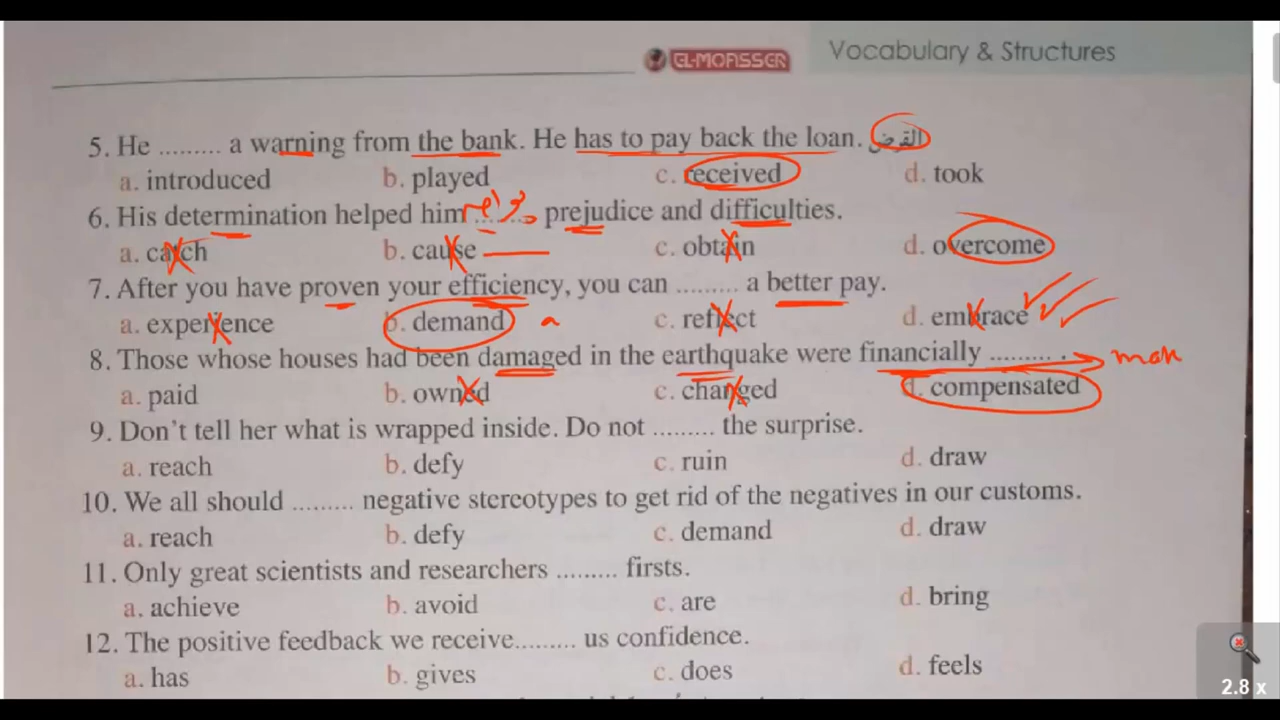 EL-MOASSER
Vocabulary & Structures
5. He ......... a warning from the bank. He has to pay back the loan. القرض
a. introduced b. played c. received d. took
6. His determination helped him ......... prejudice and difficulties.
a. catch b. cause c. obtain d. overcome
7. After you have proven your efficiency, you can ......... a better pay.
a. experience b. demand c. reflect d. embrace
8. Those whose houses had been damaged in the earthquake were financially ......... .
a. paid b. owned c. changed d. compensated
9. Don't tell her what is wrapped inside. Do not ......... the surprise.
a. reach b. defy c. ruin d. draw
10. We all should ......... negative stereotypes to get rid of the negatives in our customs.
a. reach b. defy c. demand d. draw
11. Only great scientists and researchers ......... firsts.
a. achieve b. avoid c. are d. bring
12. The positive feedback we receive......... us confidence.
a. has b. gives c. does d. feels
2.8 x